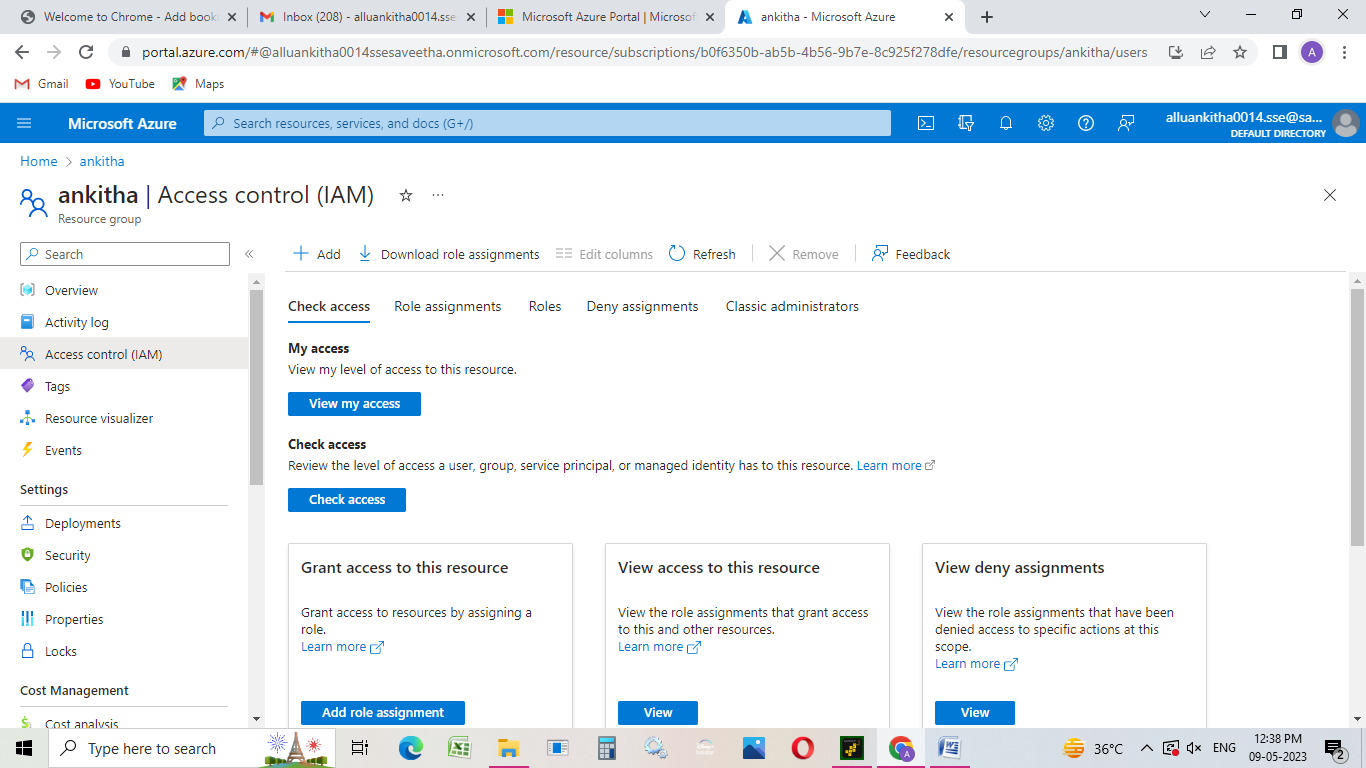 Welcome to Chrome - Add book
Inbox (208) - alluankitha0014.sse
Microsoft Azure Portal | Microsof
ankitha - Microsoft Azure
portal.azure.com/#@alluankitha0014ssesaveetha.onmicrosoft.com/resource/subscriptions/b0f6350b-ab5b-4b56-9b7e-8c925f278dfe/resourcegroups/ankitha/users
A
Gmail
YouTube
Maps
Microsoft Azure
Search resources, services, and docs (G+/)
alluankitha0014.sse@sa...
DEFAULT DIRECTORY
Home > ankitha
ankitha | Access control (IAM)
Resource group
Search
Add
Download role assignments
Edit columns
Refresh
Remove
Feedback
Overview
Activity log
Access control (IAM)
Tags
Resource visualizer
Events
Settings
Deployments
Security
Policies
Properties
Locks
Cost Management
Cost analysis
Check access
Role assignments
Roles
Deny assignments
Classic administrators
My access
View my level of access to this resource.
View my access
Check access
Review the level of access a user, group, service principal, or managed identity has to this resource. Learn more
Check access
Grant access to this resource
Grant access to resources by assigning a
role.
Learn more
Add role assignment
View access to this resource
View the role assignments that grant access
to this and other resources.
Learn more
View
View deny assignments
View the role assignments that have been
denied access to specific actions at this
scope.
Learn more
View
Type here to search
36°C
ENG
12:38 PM
09-05-2023
2